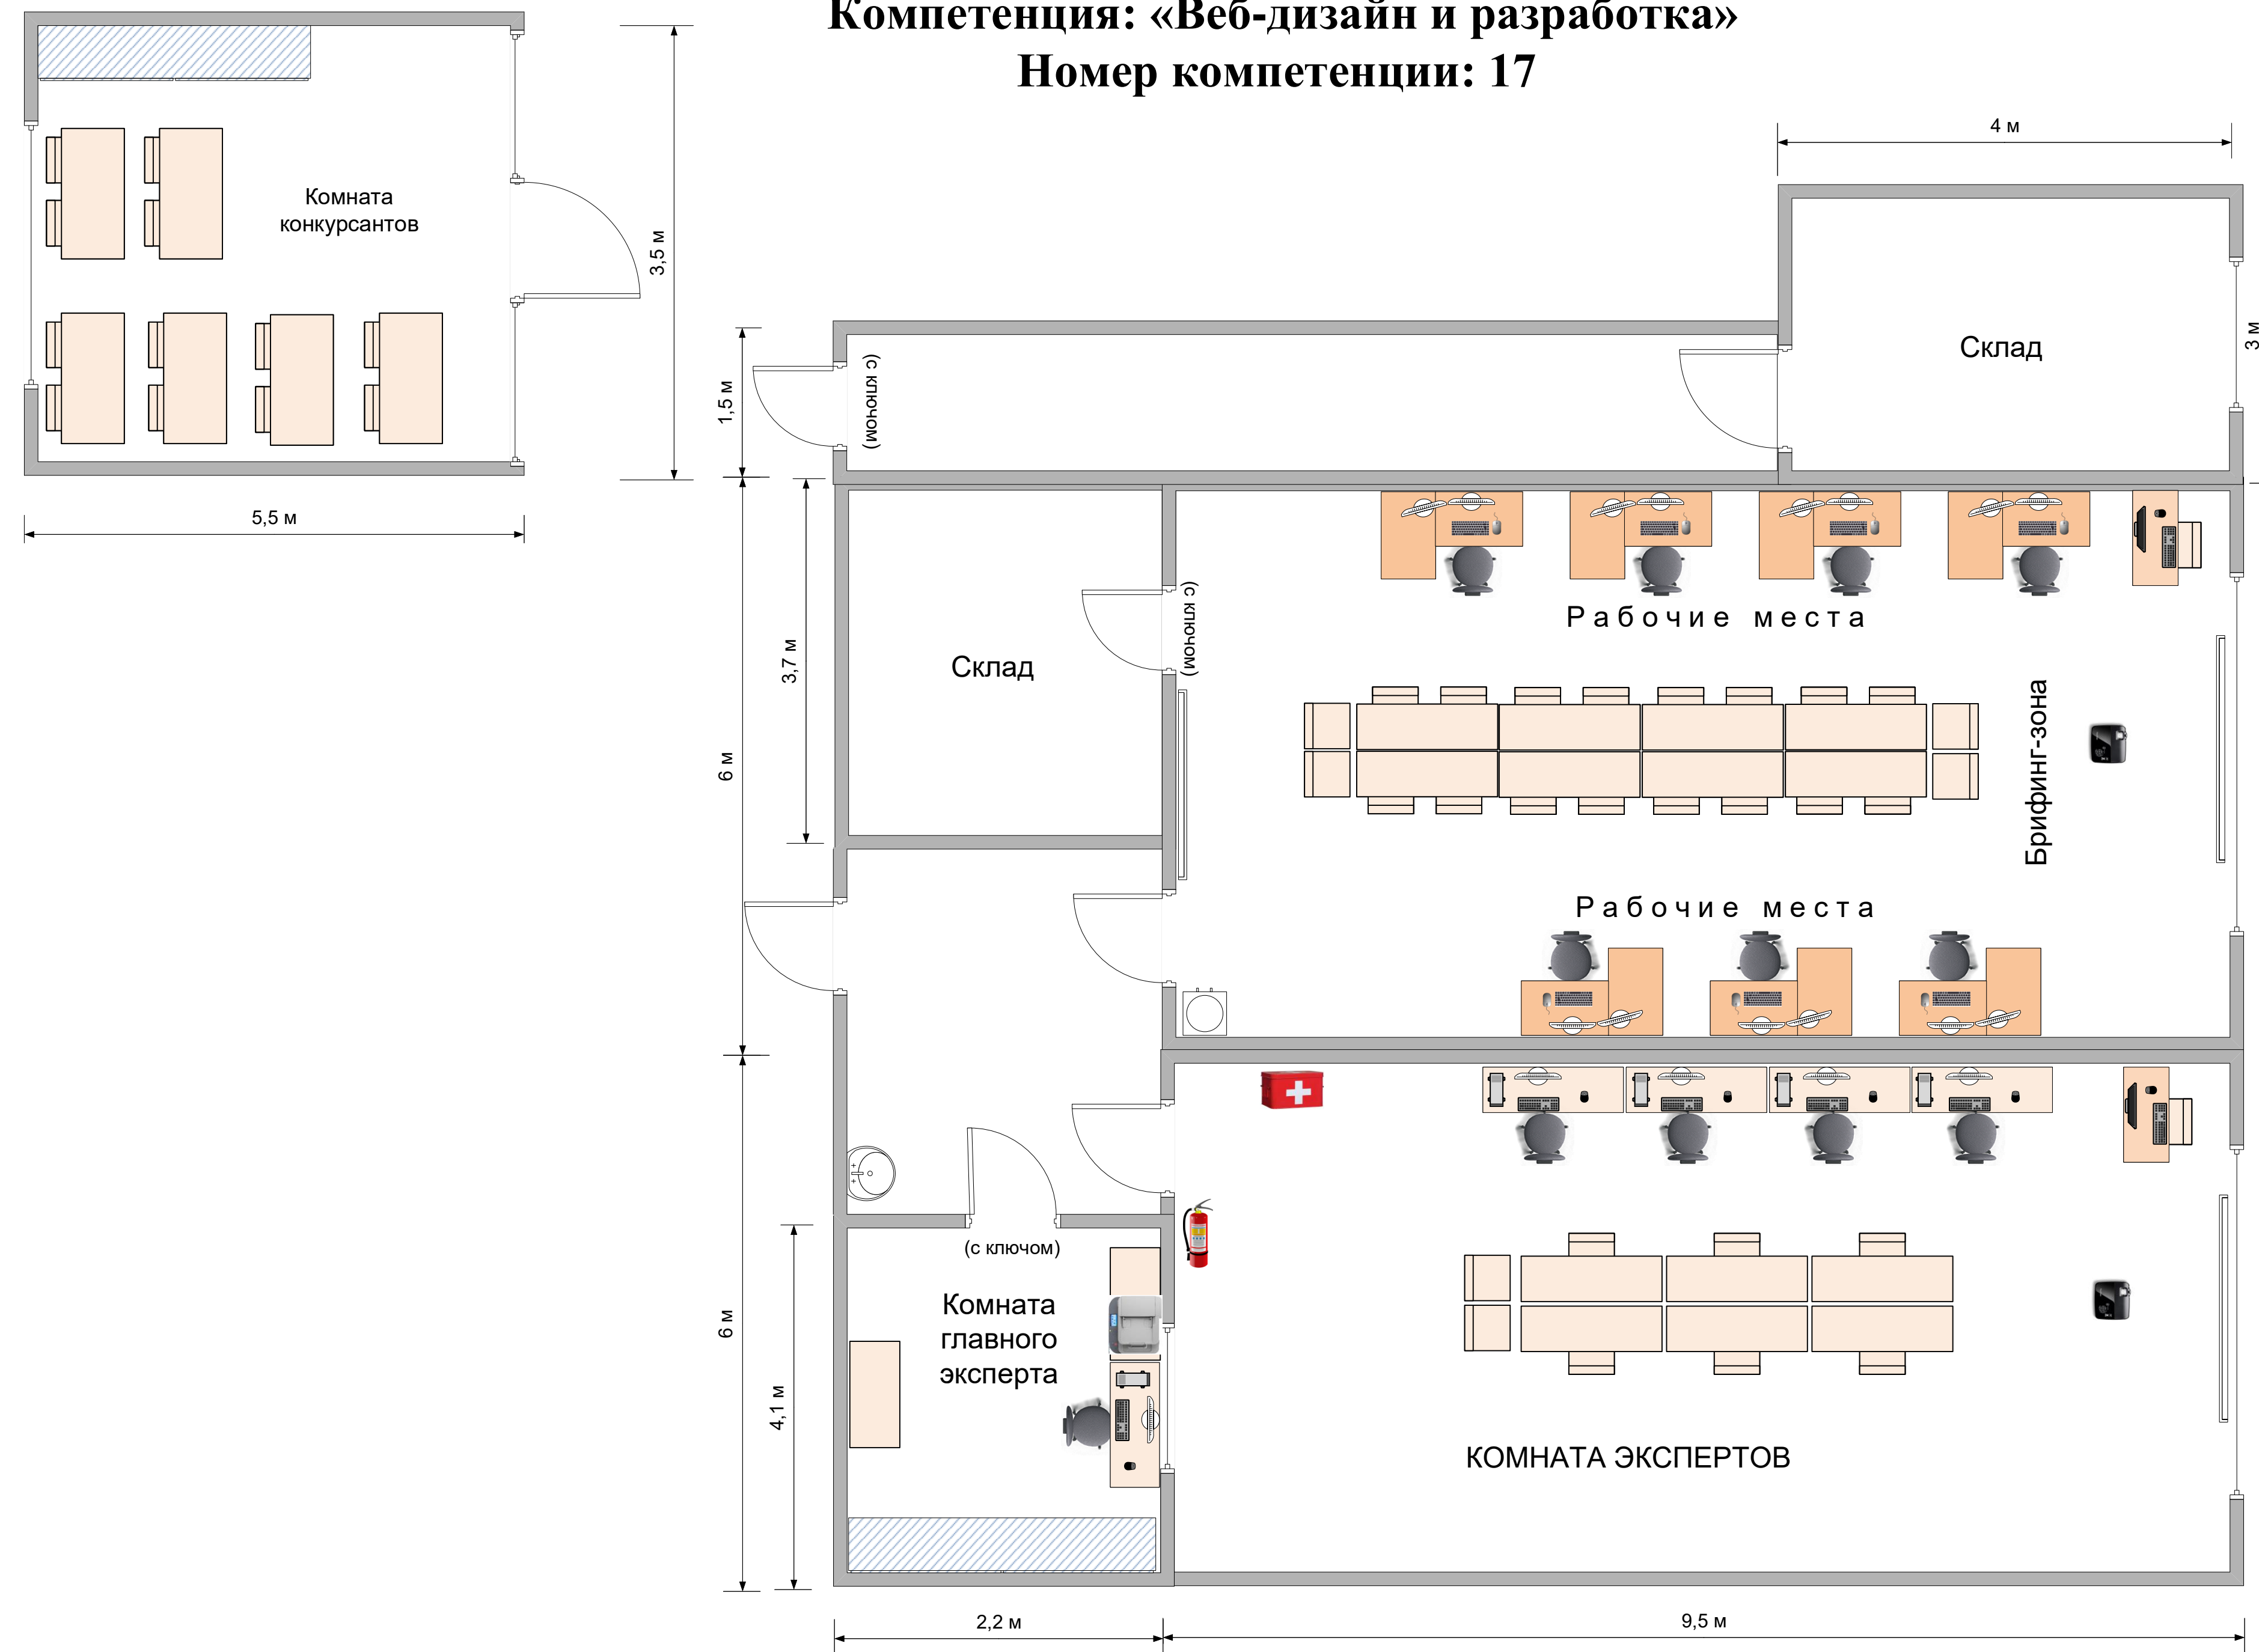 Компетенция: «Веб-дизайн и разработка»
Номер компетенции: 17
Комната
конкурсантов
3,5 м
5,5 м
4 м
Склад
3 м
1,5 м
(с ключом)
3,7 м
6 м
Склад
(с ключом)
Рабочие места
Брифинг-зона
Рабочие места
6 м
4,1 м
(с ключом)
Комната
главного
эксперта
КОМНАТА ЭКСПЕРТОВ
2,2 м
9,5 м